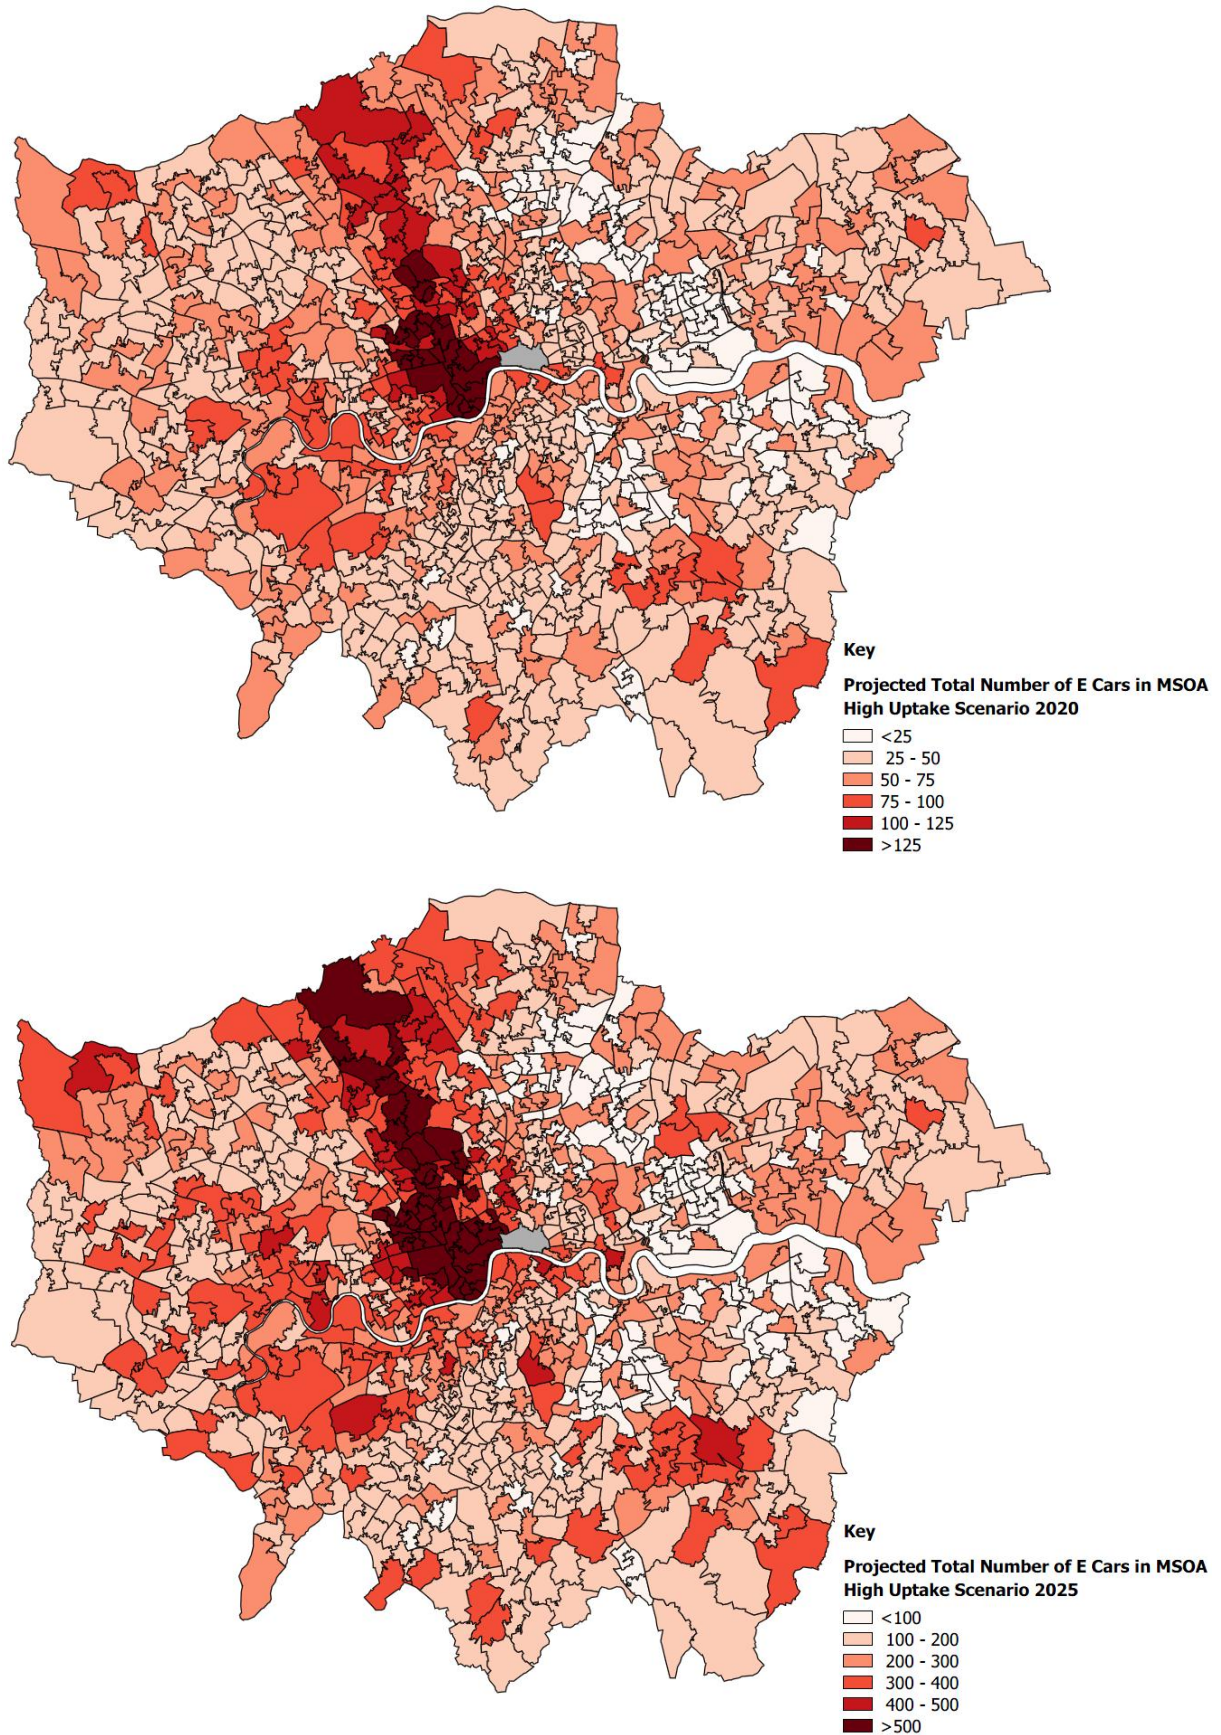 Key
Projected Total Number of E Cars in MSOA
High Uptake Scenario 2020
<25
25 - 50
50 - 75
75 - 100
100 - 125
>125
Key
Projected Total Number of E Cars in MSOA
High Uptake Scenario 2025
<100
100 - 200
200 - 300
300 - 400
400 - 500
>500